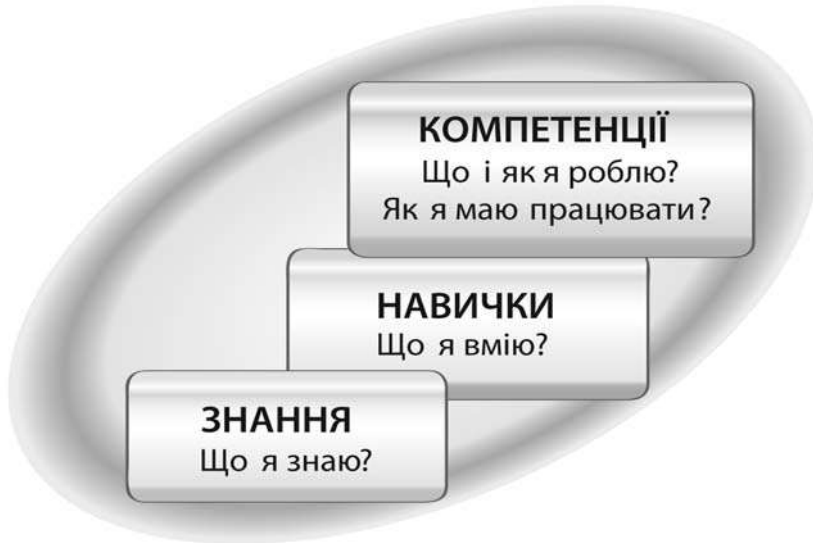 КОМПЕТЕНЦІЇ
Що і як я роблю?
Як я маю працювати?
НАВИЧКИ
Що я вмію?
ЗНАННЯ
Що я знаю?